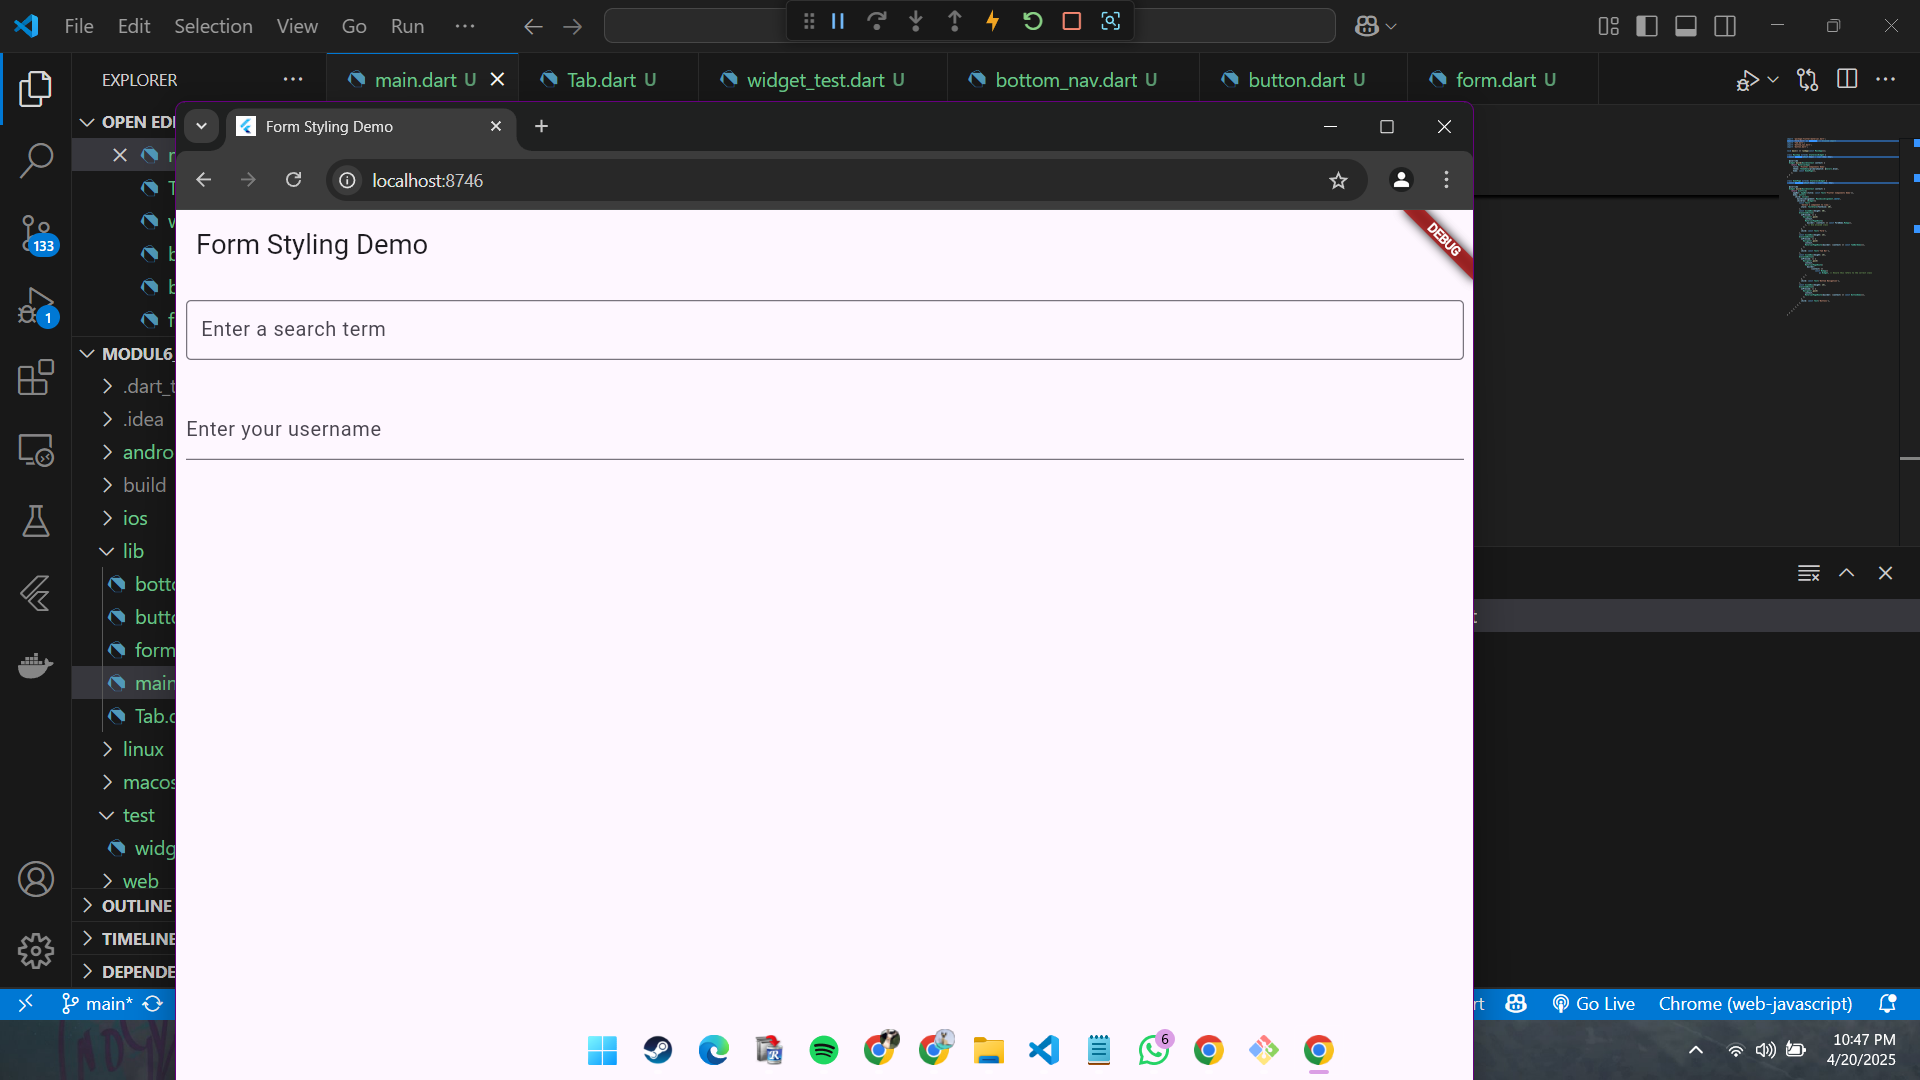 File Edit Selection View Go Run
EXPLORER
main.dart U
Tab.dart U
widget_test.dart U
bottom_nav.dart U
button.dart U
form.dart U
OPEN EDI
MODUL6_
.dart_t
.idea
andro
build
ios
lib
botto
butto
form
main
Tab.d
linux
macos
test
widg
web
OUTLINE
TIMELINE
DEPENDE
133
1
Form Styling Demo
localhost:8746
Form Styling Demo
DEBUG
Enter a search term
Enter your username
main*
Go Live
Chrome (web-javascript)
6
10:47 PM
4/20/2025